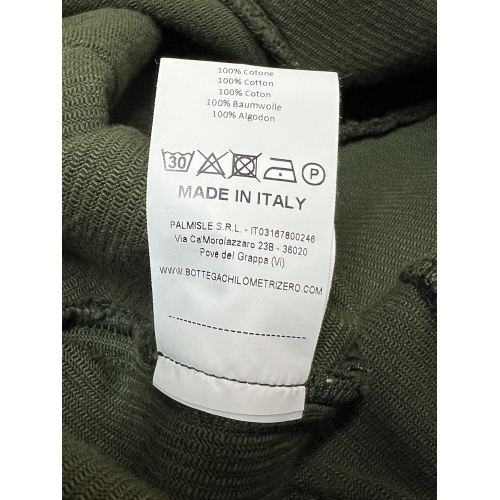 100% Cotone
100% Cotton
100% Coton
100% Baumwolle
100% Algodon
30 P
MADE IN ITALY
PALMISLE S.R.L. - IT03167800246
Via Ca'Morolazzaro 23B - 36020
Pove del Grappa (Vi)
WWW.BOTTEGACHILOMETRIZERO.COM